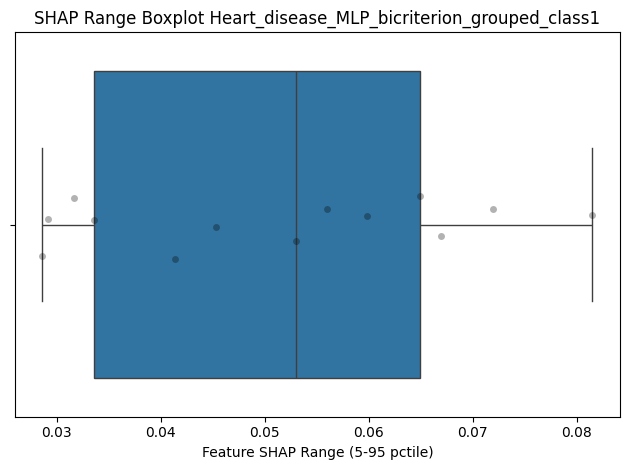 SHAP Range Boxplot Heart_disease_MLP_bicriterion_grouped_class1
0.03 0.04 0.05 0.06 0.07 0.08
Feature SHAP Range (5-95 pctile)